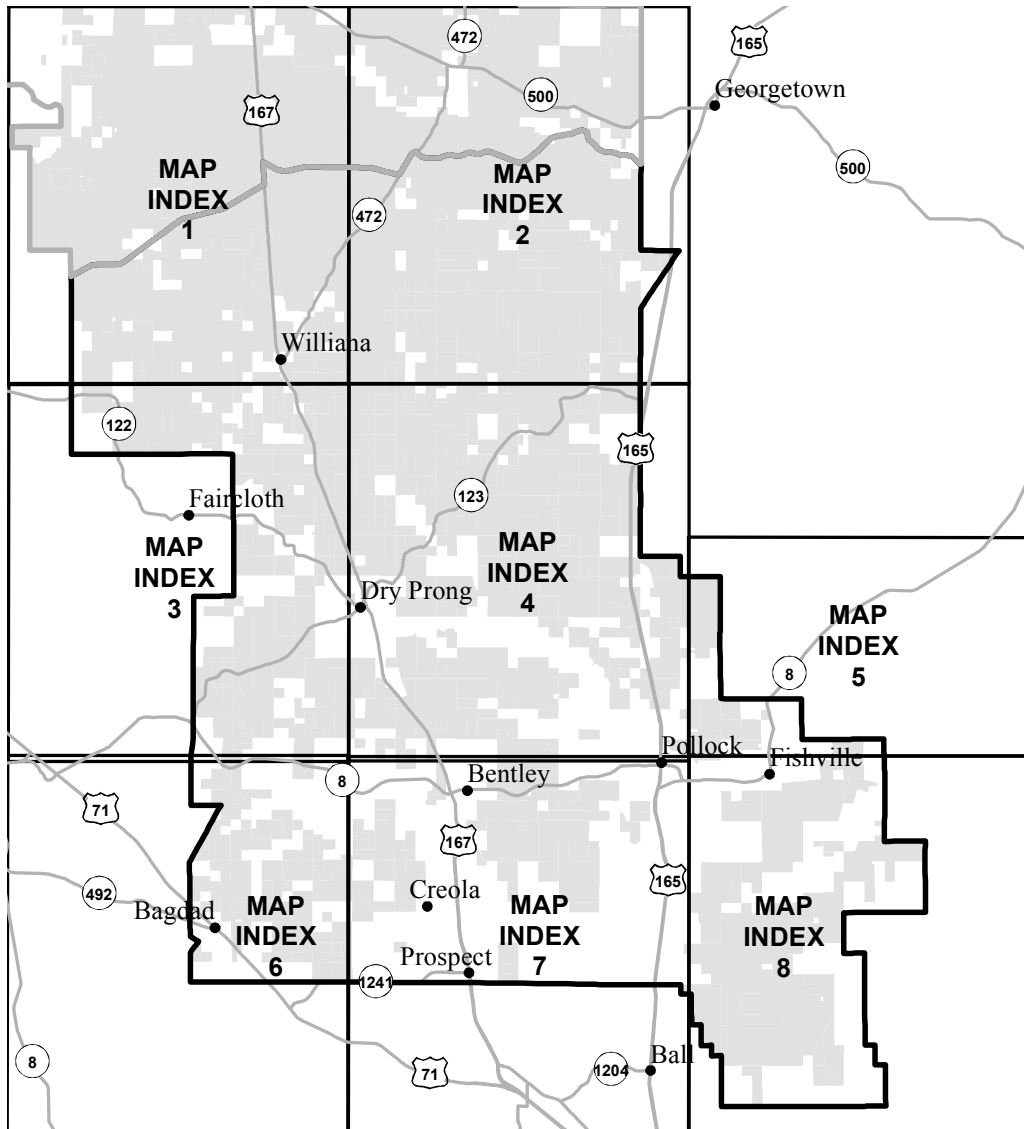 472
165
500
Georgetown
167
MAP
INDEX
1
MAP
INDEX
2
500
472
Williana
122
165
123
Faircloth
MAP
INDEX
3
MAP
INDEX
4
Dry Prong
MAP
INDEX
5
8
Pollock
Fishville
8
Bentley
71
167
165
492
Creola
Bagdad
MAP
INDEX
6
MAP
INDEX
7
MAP
INDEX
8
Prospect
1241
8
71
1204
Ball